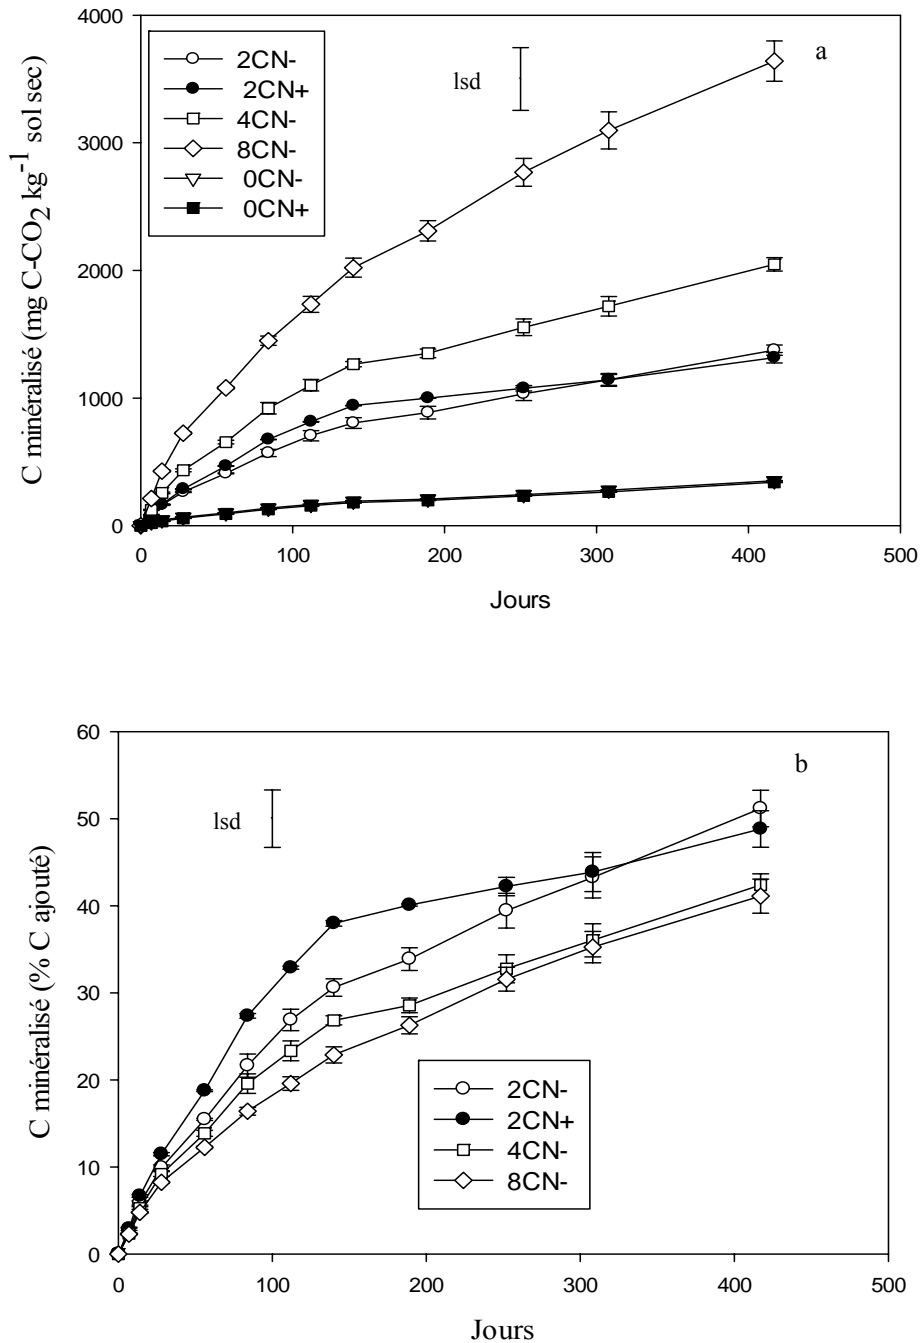 4000
3000
2000
1000
0
C minéralisé (mg C-CO2 kg-1 sol sec)
2CN-
2CN+
4CN-
8CN-
0CN-
0CN+
lsd
a
0 100 200 300 400 500
Jours
60
50
40
30
20
10
0
C minéralisé (% C ajouté)
lsd
b
2CN-
2CN+
4CN-
8CN-
0 100 200 300 400 500
Jours